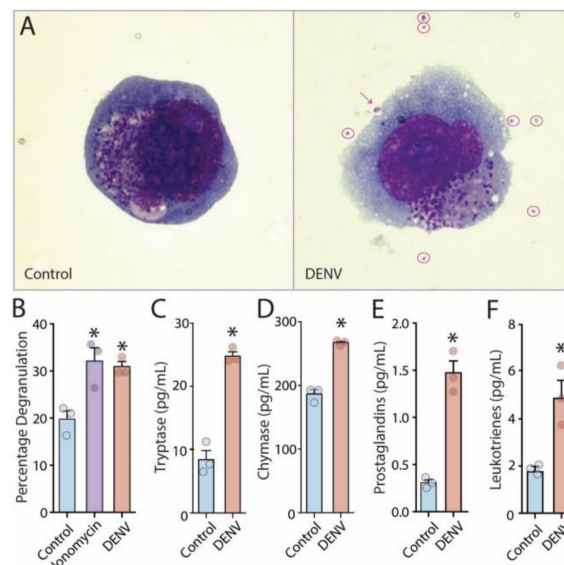 A
Control
DENV
B
Percentage Degranulation
40
30
20
10
0
*
*
Control
Ionomycin
DENV
C
Tryptase (pg/mL)
30
20
10
0
*
Control
DENV
D
Chymase (pg/mL)
300
200
100
0
*
Control
DENV
E
Prostaglandins (pg/mL)
2.0
1.5
1.0
0.5
0.0
*
Control
DENV
F
Leukotrienes (pg/mL)
8
6
4
2
0
*
Control
DENV